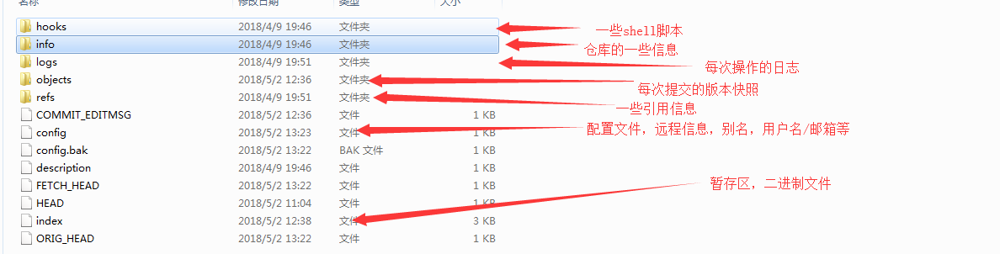 名称 修改日期 类型 大小
hooks 2018/4/9 19:46 文件夹 一些shell脚本
info 2018/4/9 19:46 文件夹 仓库的一些信息
logs 2018/4/9 19:51 文件夹 每次操作的日志
objects 2018/5/2 12:36 文件夹 每次提交的版本快照
refs 2018/4/9 19:51 文件夹 一些引用信息
COMMIT_EDITMSG 2018/5/2 12:36 文件 1 KB
config 2018/5/2 13:23 文件 1 KB 配置文件，远程信息，别名，用户名/邮箱等
config.bak 2018/5/2 13:22 BAK 文件 1 KB
description 2018/4/9 19:46 文件 1 KB
FETCH_HEAD 2018/5/2 13:22 文件 1 KB 暂存区，二进制文件
HEAD 2018/5/2 11:04 文件 1 KB
index 2018/5/2 12:38 文件 3 KB
ORIG_HEAD 2018/5/2 13:22 文件 1 KB